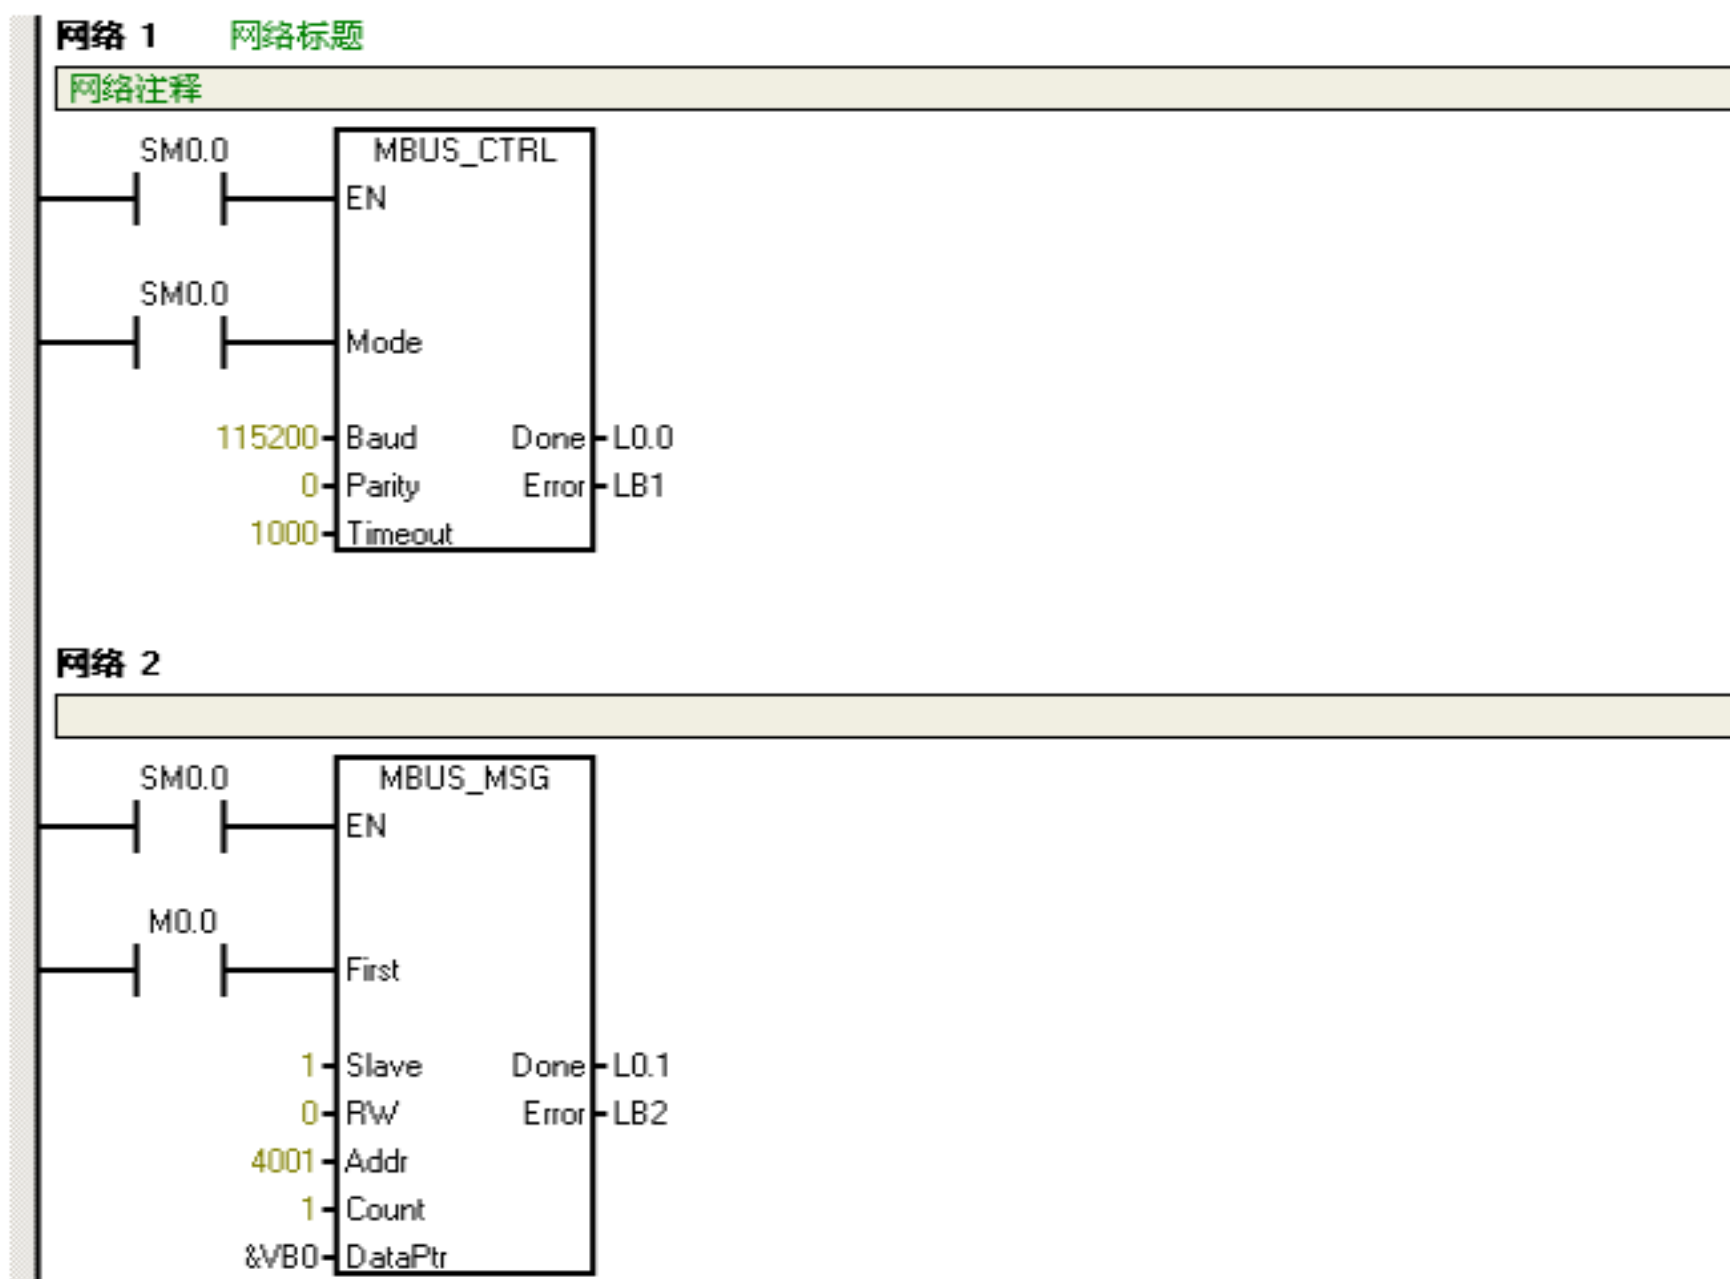 网络 1 网络标题
网络注释
SM0.0
MBUS_CTRL
EN
SM0.0
Mode
115200 Baud Done L0.0
0 Parity Error LB1
1000 Timeout
网络 2
SM0.0
MBUS_MSG
EN
M0.0
First
1 Slave Done L0.1
0 RW Error LB2
4001 Addr
1 Count
&VB0 DataPtr